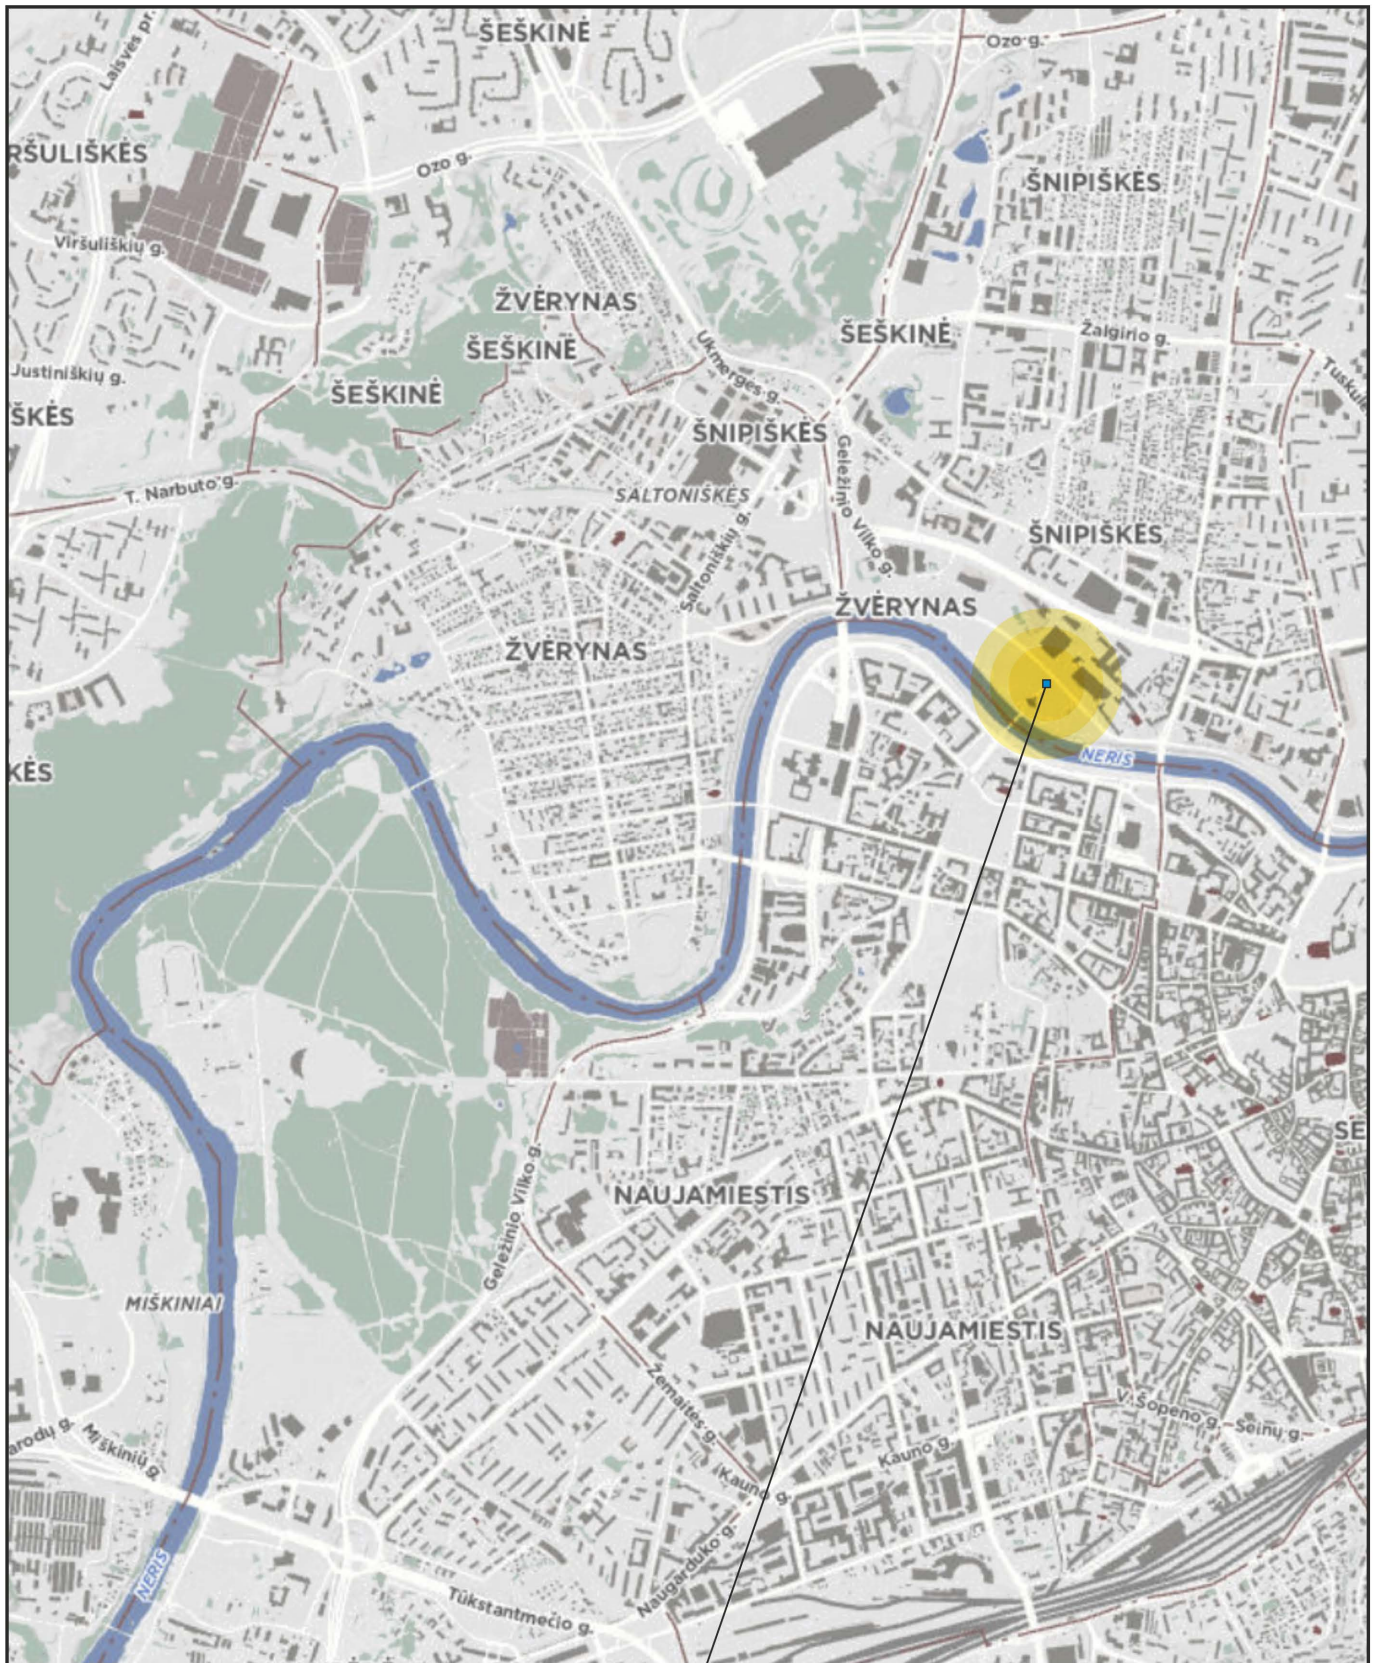 ŠEŠKINĖ
Laisvės pr.
Ozo g.
RŠULIŠKĖS
Ozo g.
ŠNIPIŠKĖS
Viršuliškių g.
ŽVĖRYNAS
ŠEŠKINĖ
ŠEŠKINĖ
Žalgirio g.
Ukmergės g.
Justiniškių g.
ŠEŠKINĖ
ŠKĖS
ŠNIPIŠKĖS
T. Narbuto g.
SALTONIŠKĖS
Geležinio Vilko g.
ŠNIPIŠKĖS
Saltoniškių g.
ŽVĖRYNAS
ŽVĖRYNAS
NERIS
KĖS
SE
NAUJAMIESTIS
Geležinio Vilko g.
MIŠKINIAI
NAUJAMIESTIS
Žemaitės g.
V. Šopeno g.
Seinų g.
arodų g.
Miškinių g.
Kauno g.
Kauno g.
NERIS
Naugarduko g.
Tūkstantmečio g.